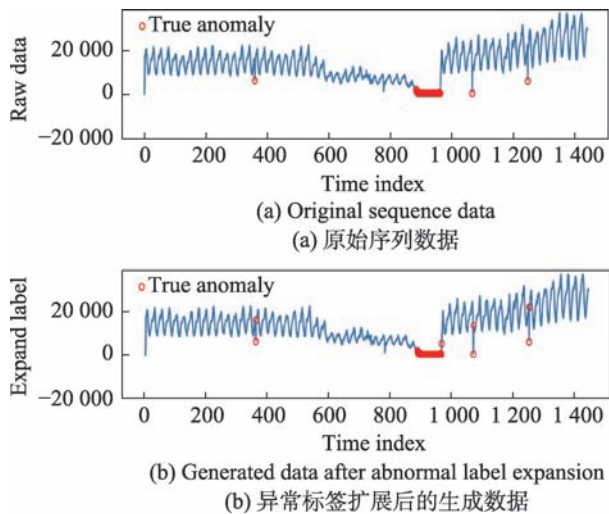 True anomaly
Raw data
20 000
0
−20 000
0 200 400 600 800 1 000 1 200 1 400
Time index
(a) Original sequence data
(a) 原始序列数据
True anomaly
Expand label
20 000
0
−20 000
0 200 400 600 800 1 000 1 200 1 400
Time index
(b) Generated data after abnormal label expansion
(b) 异常标签扩展后的生成数据